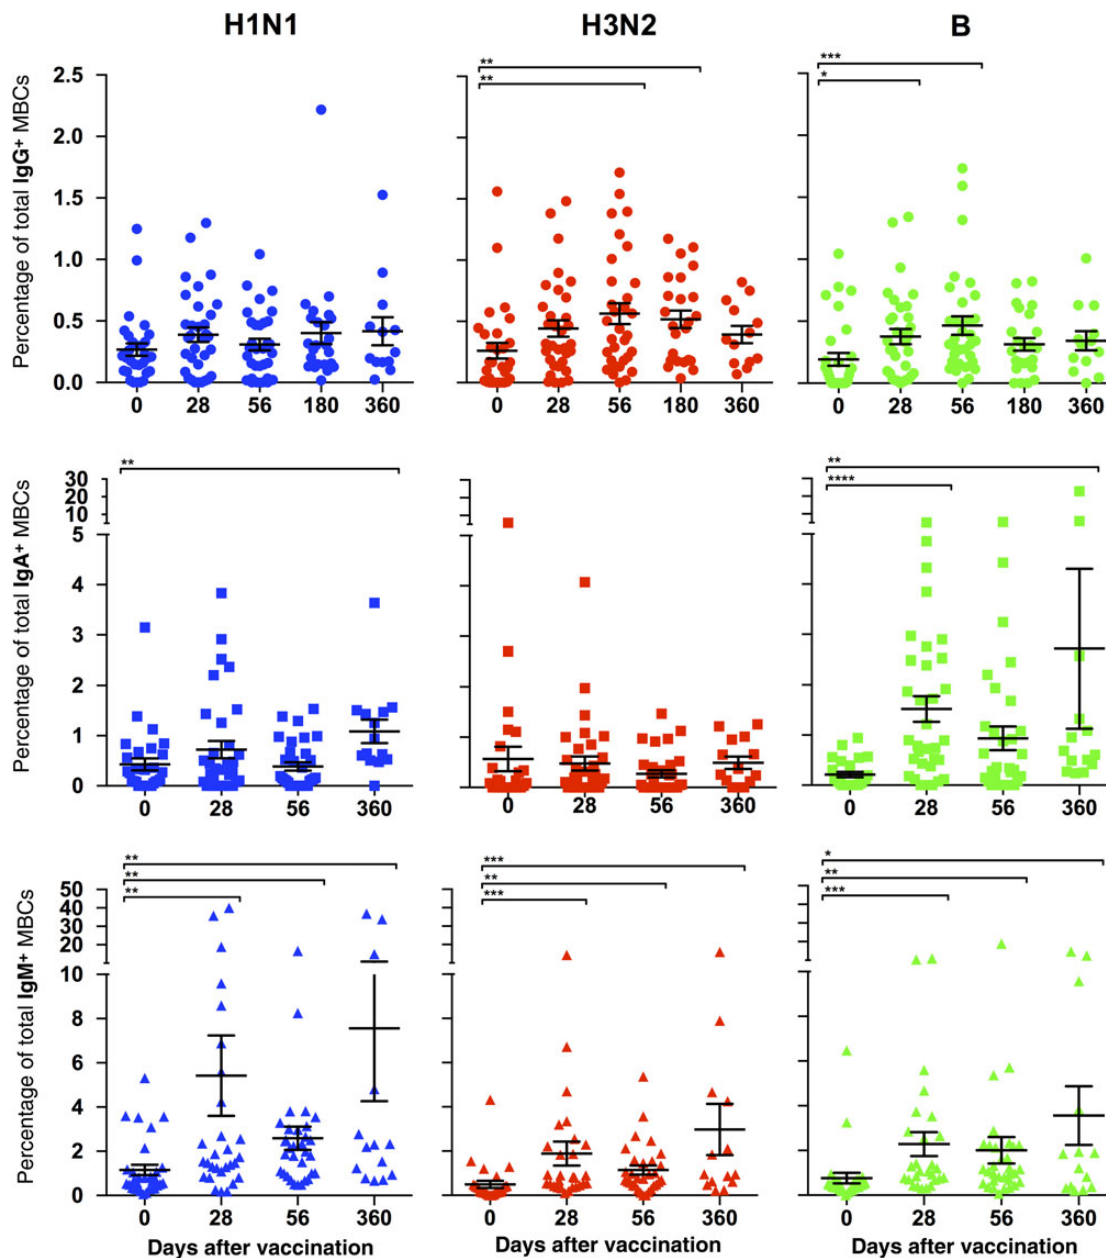 H1N1 H3N2 B
Percentage of total IgG⁺ MBCs
** ***
** *
2.5
2.0
1.5
1.0
0.5
0.0
0 28 56 180 360 0 28 56 180 360 0 28 56 180 360
Percentage of total IgA⁺ MBCs
** **
****
30
20
10
5
4
3
2
1
0
0 28 56 360 0 28 56 360 0 28 56 360
Percentage of total IgM⁺ MBCs
** *** *
** ** **
** *** ***
50
40
30
20
10
8
6
4
2
0
0 28 56 360 0 28 56 360 0 28 56 360
Days after vaccination Days after vaccination Days after vaccination